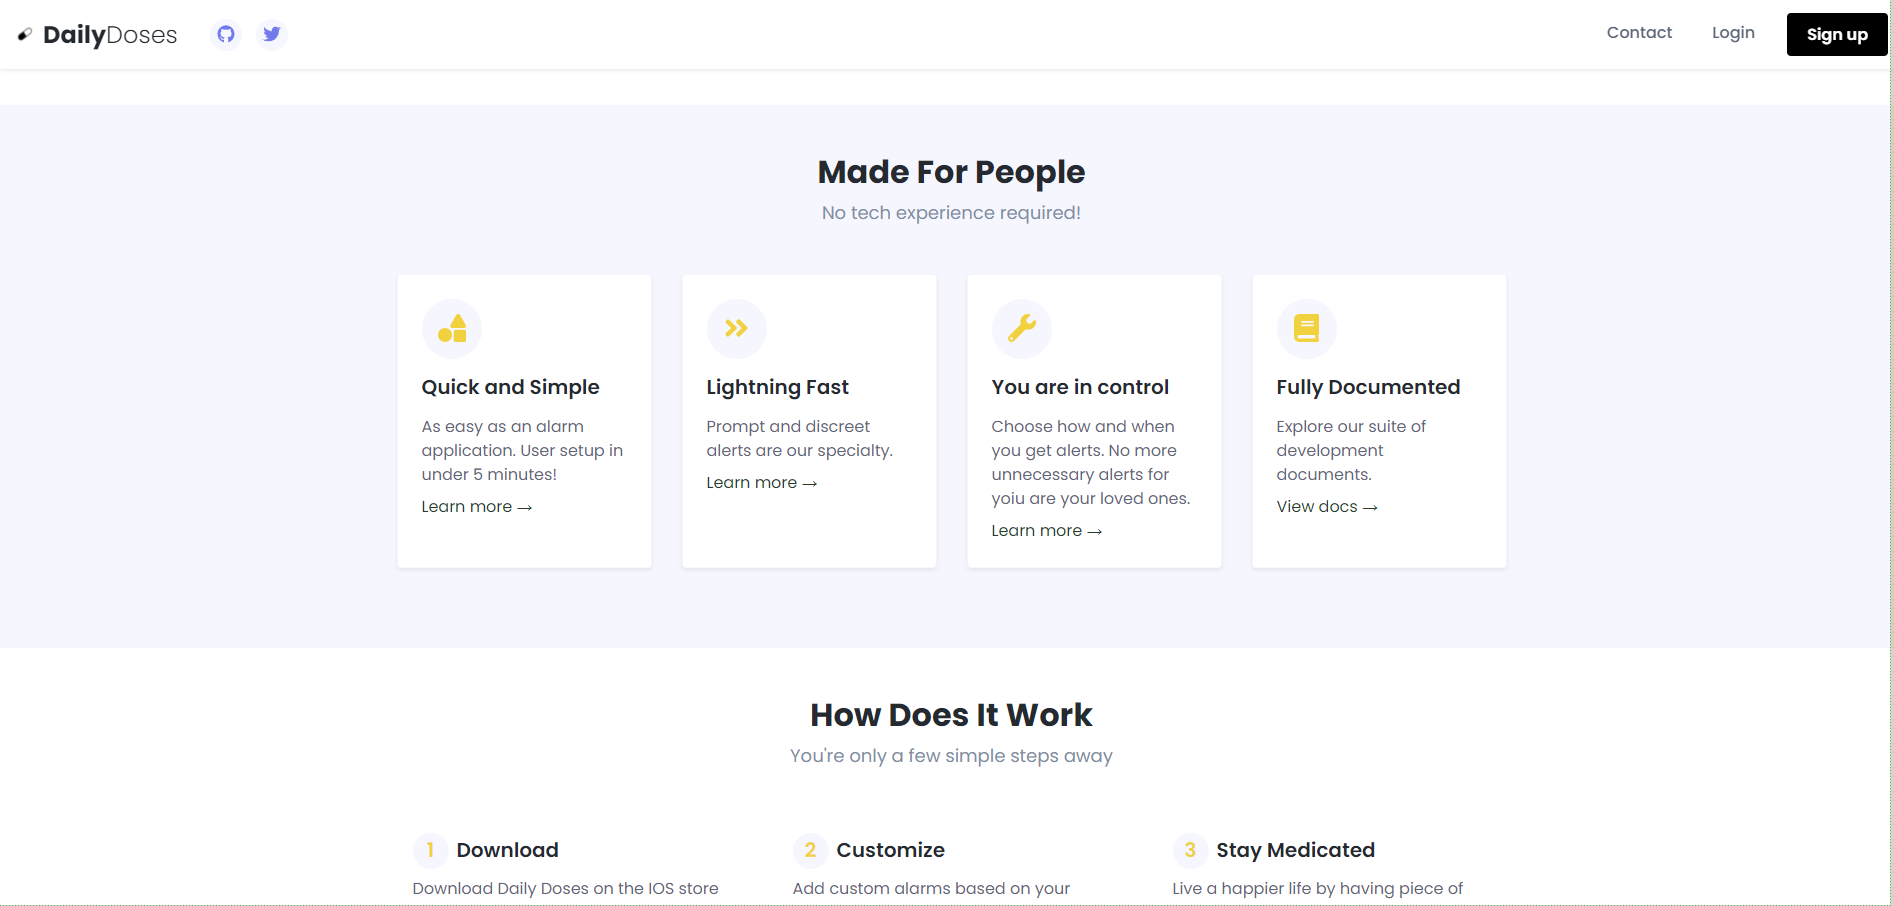 DailyDoses
Contact Login Sign up
Made For People
No tech experience required!
Quick and Simple
As easy as an alarm
application. User setup in
under 5 minutes!
Learn more →
Lightning Fast
Prompt and discreet
alerts are our specialty.
Learn more →
You are in control
Choose how and when
you get alerts. No more
unnecessary alerts for
yoiu are your loved ones.
Learn more →
Fully Documented
Explore our suite of
development
documents.
View docs →
How Does It Work
You're only a few simple steps away
1 Download
Download Daily Doses on the IOS store
2 Customize
Add custom alarms based on your
3 Stay Medicated
Live a happier life by having piece of